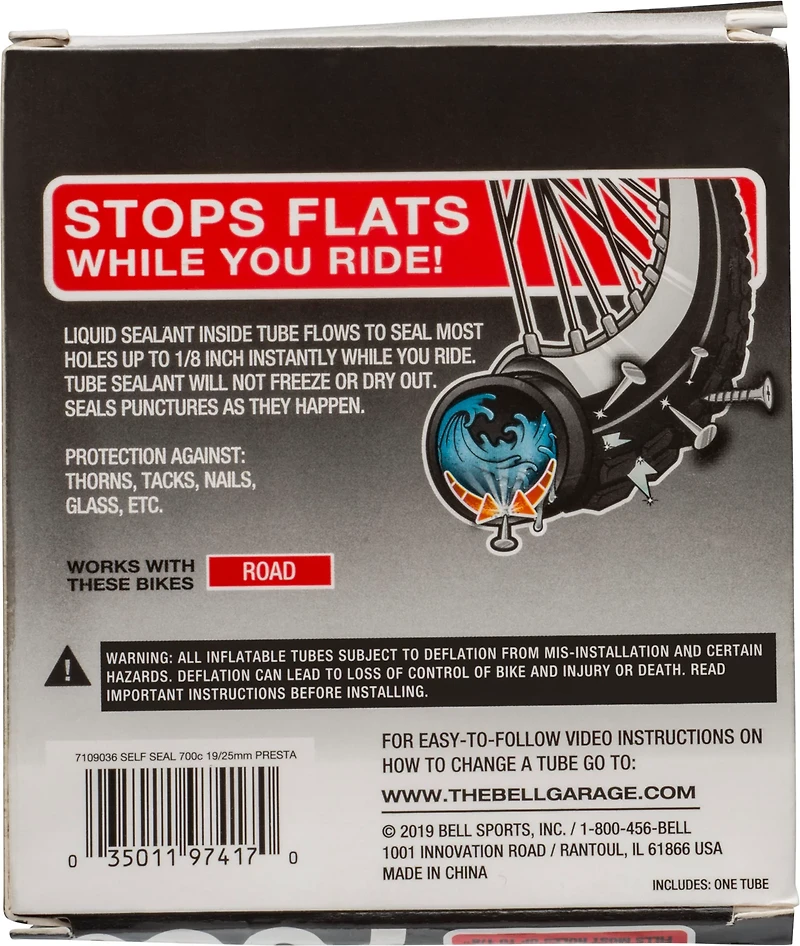 STOPS FLATS
WHILE YOU RIDE!
LIQUID SEALANT INSIDE TUBE FLOWS TO SEAL MOST
HOLES UP TO 1/8 INCH INSTANTLY WHILE YOU RIDE.
TUBE SEALANT WILL NOT FREEZE OR DRY OUT.
SEALS PUNCTURES AS THEY HAPPEN.
PROTECTION AGAINST:
THORNS, TACKS, NAILS,
GLASS, ETC.
WORKS WITH
THESE BIKES
ROAD
WARNING: ALL INFLATABLE TUBES SUBJECT TO DEFLATION FROM MIS-INSTALLATION AND CERTAIN
HAZARDS. DEFLATION CAN LEAD TO LOSS OF CONTROL OF BIKE AND INJURY OR DEATH. READ
IMPORTANT INSTRUCTIONS BEFORE INSTALLING.
7109036 SELF SEAL 700c 19/25mm PRESTA
0 35011 97417 0
FOR EASY-TO-FOLLOW VIDEO INSTRUCTIONS ON
HOW TO CHANGE A TUBE GO TO:
WWW.THEBELLGARAGE.COM
© 2019 BELL SPORTS, INC. / 1-800-456-BELL
1001 INNOVATION ROAD / RANTOUL, IL 61866 USA
MADE IN CHINA
INCLUDES: ONE TUBE